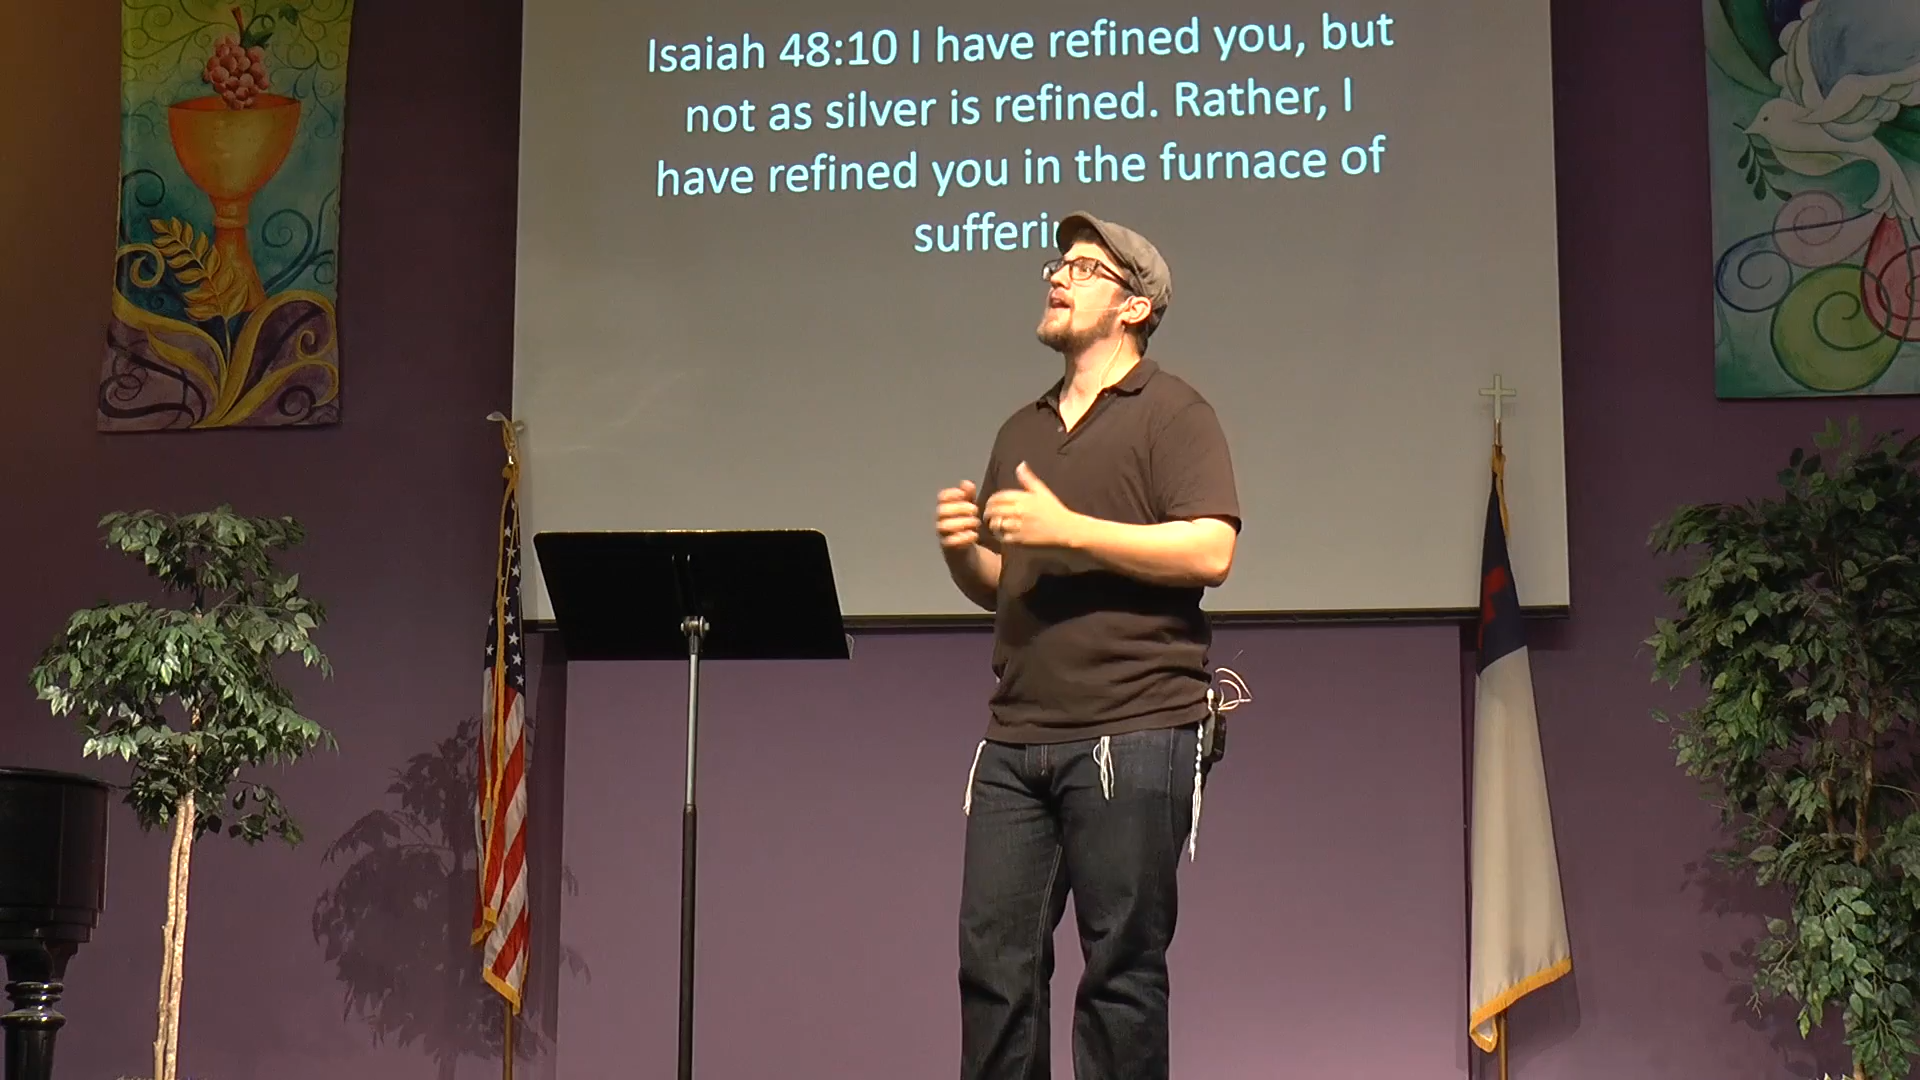 Isaiah 48:10 I have refined you, but
not as silver is refined. Rather, I
have refined you in the furnace of